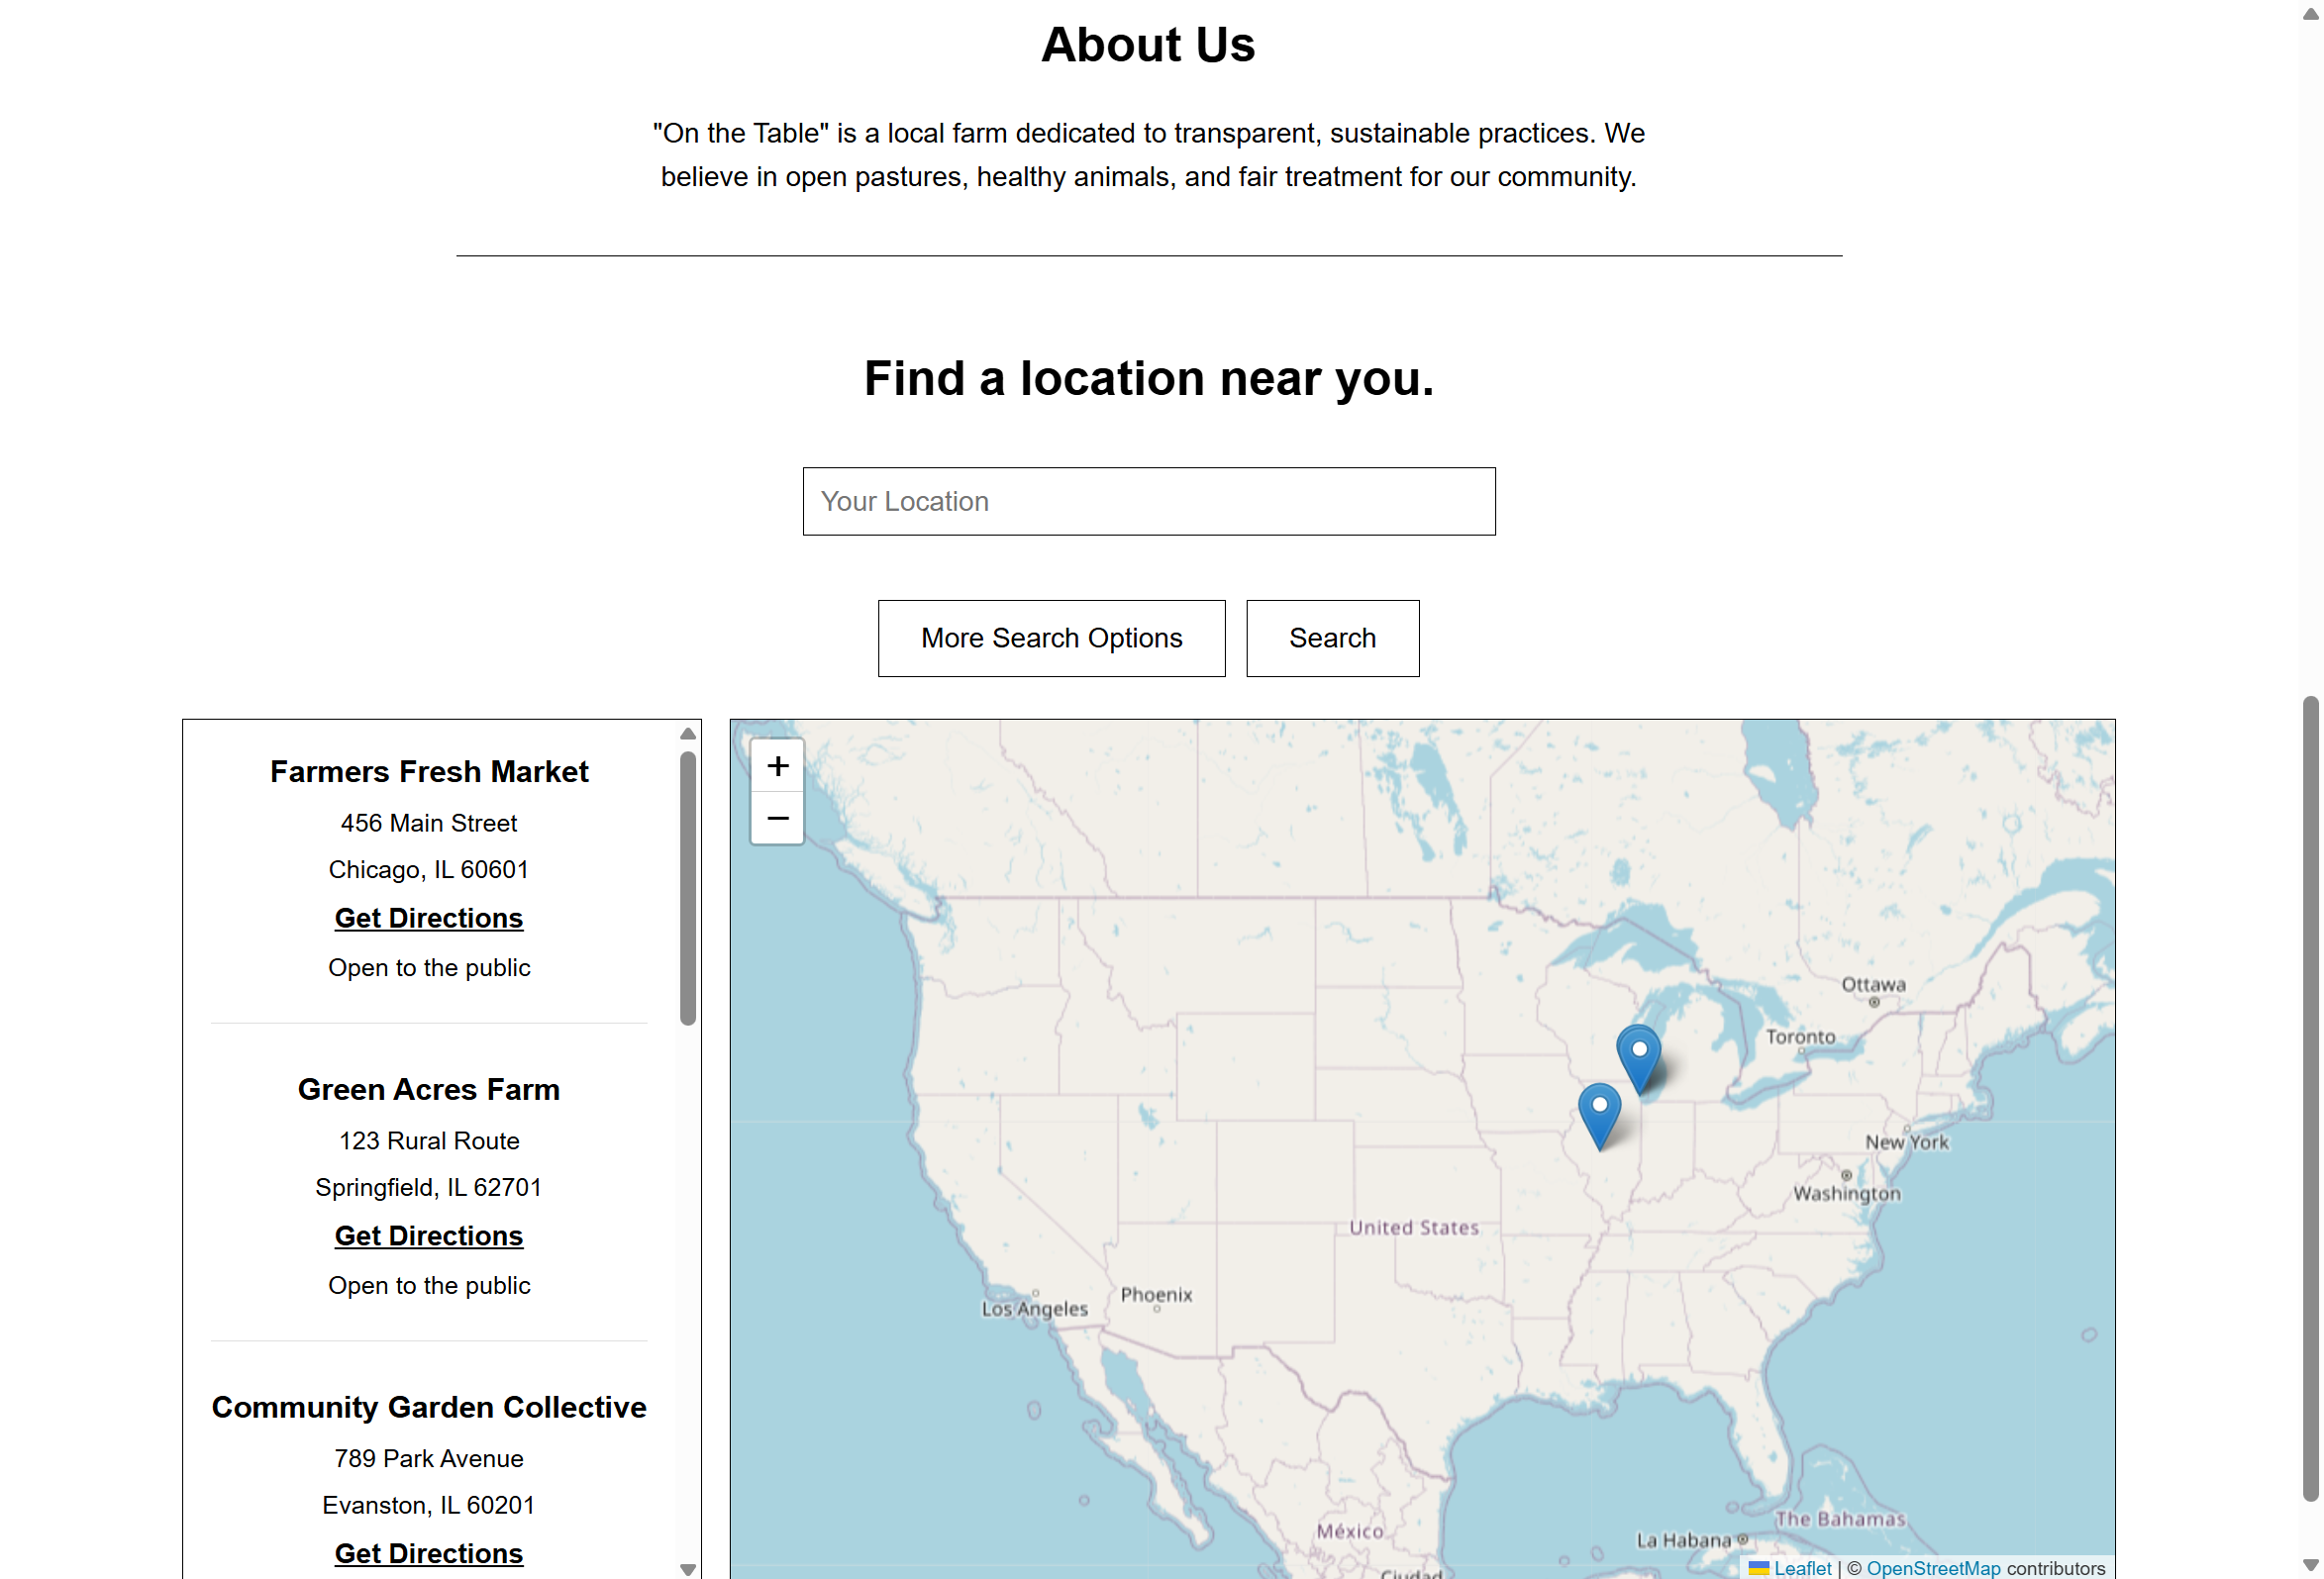 About Us
"On the Table" is a local farm dedicated to transparent, sustainable practices. We
believe in open pastures, healthy animals, and fair treatment for our community.
Find a location near you.
Your Location
More Search Options
Search
Farmers Fresh Market
456 Main Street
Chicago, IL 60601
Get Directions
Open to the public
Green Acres Farm
123 Rural Route
Springfield, IL 62701
Get Directions
Open to the public
Community Garden Collective
789 Park Avenue
Evanston, IL 60201
Get Directions
+
−
Ottawa
Toronto
New York
Washington
United States
Phoenix
Los Angeles
México
The Bahamas
La Habana
Ciudad
Leaflet | © OpenStreetMap contributors